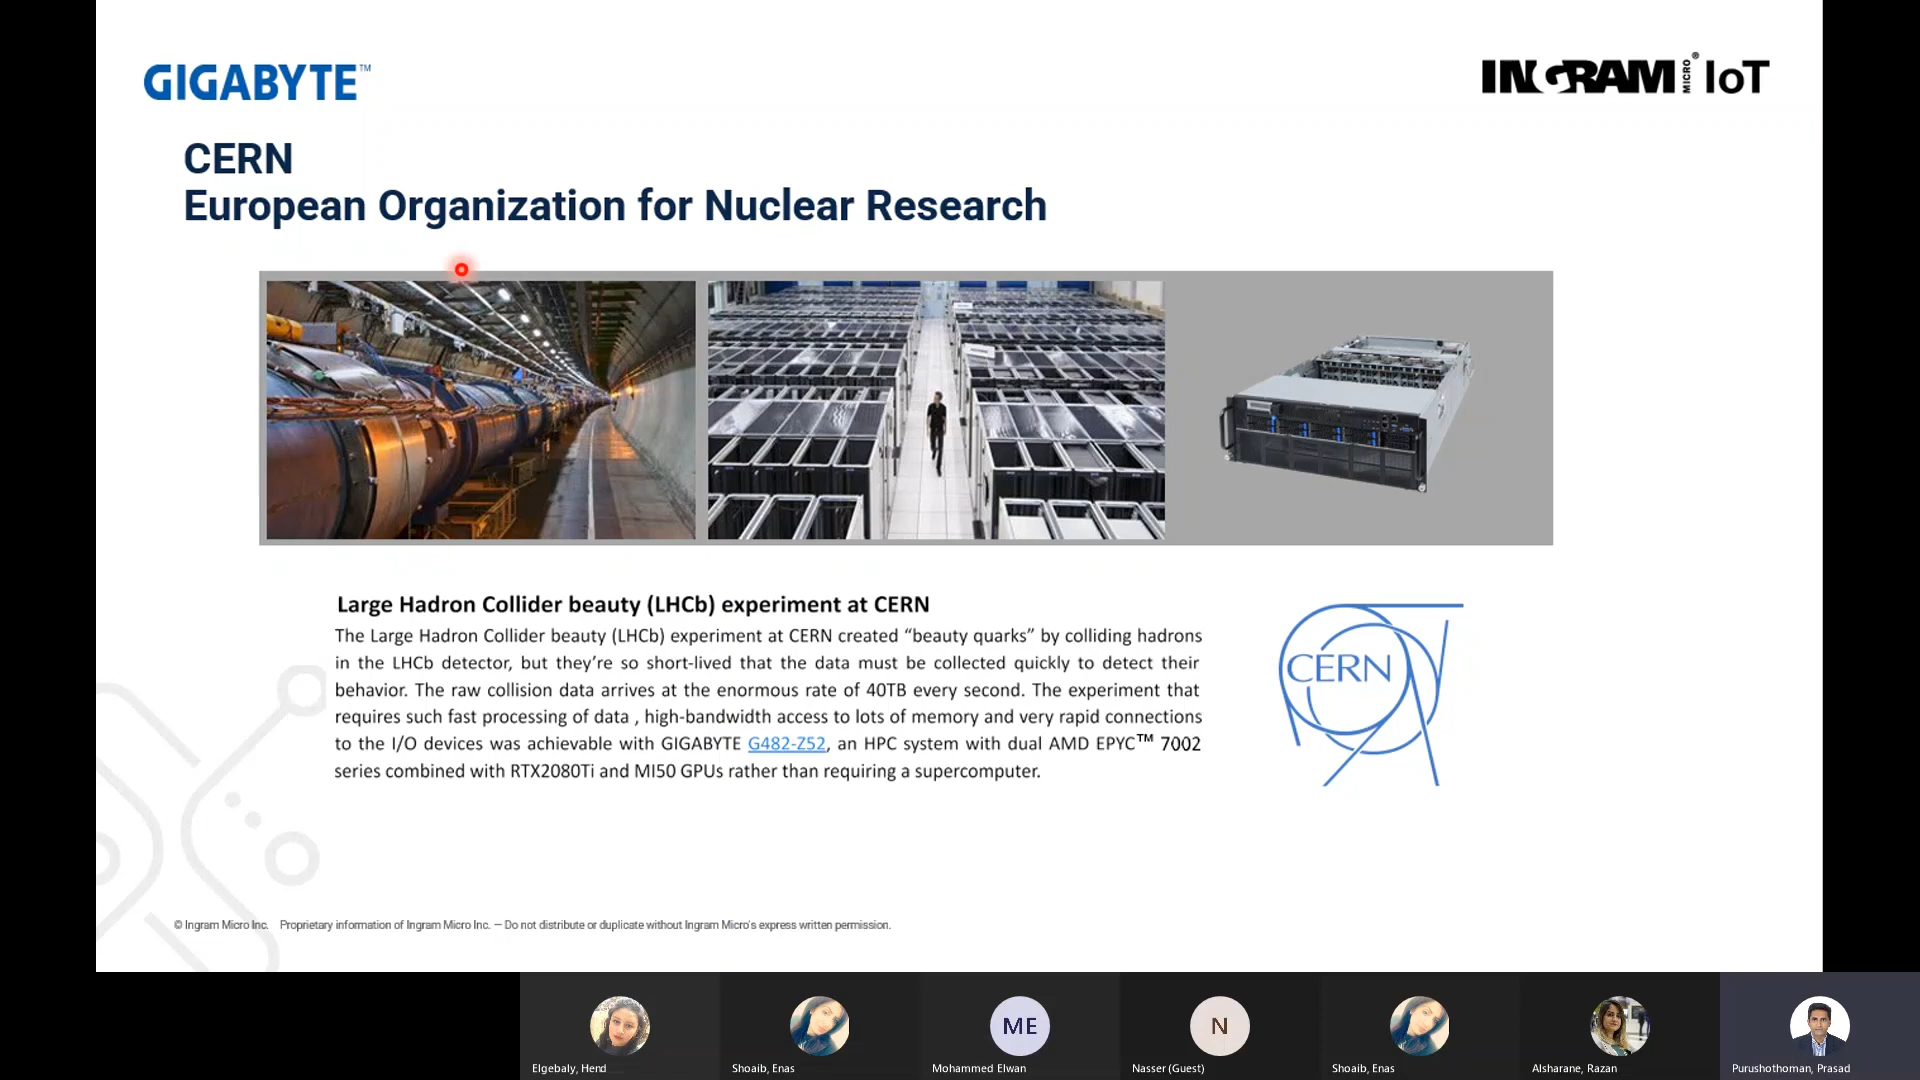 GIGABYTE™
INGRAM MICRO® IoT
CERN
European Organization for Nuclear Research
Large Hadron Collider beauty (LHCb) experiment at CERN
The Large Hadron Collider beauty (LHCb) experiment at CERN created “beauty quarks” by colliding hadrons
in the LHCb detector, but they’re so short-lived that the data must be collected quickly to detect their
behavior. The raw collision data arrives at the enormous rate of 40TB every second. The experiment that
requires such fast processing of data , high-bandwidth access to lots of memory and very rapid connections
to the I/O devices was achievable with GIGABYTE G482-Z52, an HPC system with dual AMD EPYC™ 7002
series combined with RTX2080Ti and MI50 GPUs rather than requiring a supercomputer.
CERN
© Ingram Micro Inc. Proprietary information of Ingram Micro Inc. — Do not distribute or duplicate without Ingram Micro's express written permission.
ME
N
Elgebaly, Hend
Shoaib, Enas
Mohammed Elwan
Nasser (Guest)
Shoaib, Enas
Alsharane, Razan
Purushothoman, Prasad